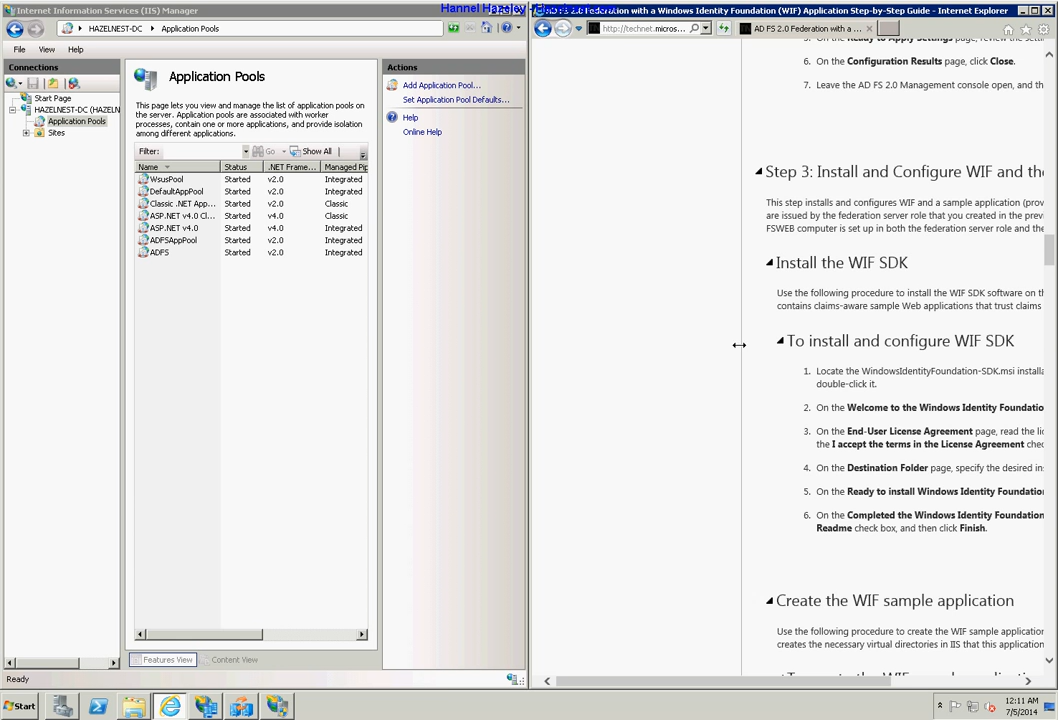 Internet Information Services (IIS) Manager
HAZELNEST-DC
Application Pools
File View Help
Connections
Start Page
HAZELNEST-DC (HAZELN
Application Pools
Sites
Application Pools
This page lets you view and manage the list of application pools on
the server. Application pools are associated with worker
processes, contain one or more applications, and provide isolation
among different applications.
Filter: Go Show All
Name Status .NET Frame... Managed Pip
WsusPool Started v2.0 Integrated
DefaultAppPool Started v2.0 Integrated
Classic .NET App... Started v2.0 Classic
ASP.NET v4.0 Cl... Started v4.0 Classic
ASP.NET v4.0 Started v4.0 Integrated
ADFSAppPool Started v2.0 Integrated
ADFS Started v2.0 Integrated
Features View Content View
Ready
Actions
Add Application Pool...
Set Application Pool Defaults...
Help
Online Help
Hannel Hazeley
AD FS 2.0 Federation with a Windows Identity Foundation (WIF) Application Step-by-Step Guide - Internet Explorer
http://technet.micros...
AD FS 2.0 Federation with a ...
6. On the Configuration Results page, click Close.
7. Leave the AD FS 2.0 Management console open, and th
Step 3: Install and Configure WIF and the
This step installs and configures WIF and a sample application (prov
are issued by the federation server role that you created in the previ
FSWEB computer is set up in both the federation server role and the
Install the WIF SDK
Use the following procedure to install the WIF SDK software on th
contains claims-aware sample Web applications that trust claims
To install and configure WIF SDK
1. Locate the WindowsIdentityFoundation-SDK.msi installa
double-click it.
2. On the Welcome to the Windows Identity Foundatio
3. On the End-User License Agreement page, read the lic
the I accept the terms in the License Agreement chec
4. On the Destination Folder page, specify the desired in
5. On the Ready to install Windows Identity Foundation
6. On the Completed the Windows Identity Foundation
Readme check box, and then click Finish.
Create the WIF sample application
Use the following procedure to create the WIF sample application
creates the necessary virtual directories in IIS that this application
Start
12:11 AM
7/5/2014